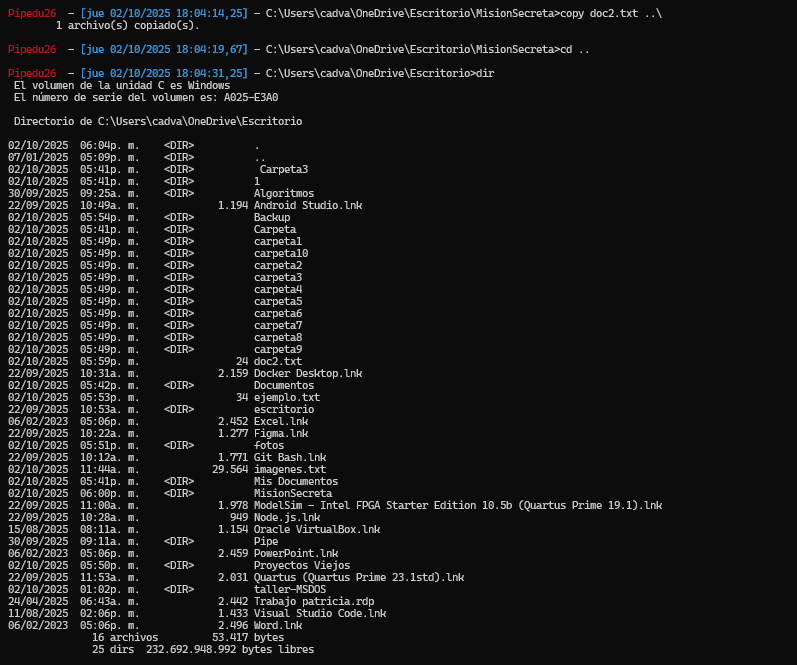 Pipedu26 - [jue 02/10/2025 18:04:14,25] - C:\Users\cadva\OneDrive\Escritorio\MisionSecreta>copy doc2.txt ..\
        1 archivo(s) copiado(s).

Pipedu26 - [jue 02/10/2025 18:04:19,67] - C:\Users\cadva\OneDrive\Escritorio\MisionSecreta>cd ..

Pipedu26 - [jue 02/10/2025 18:04:31,25] - C:\Users\cadva\OneDrive\Escritorio>dir
 El volumen de la unidad C es Windows
 El número de serie del volumen es: A025-E3A0

 Directorio de C:\Users\cadva\OneDrive\Escritorio

02/10/2025  06:04p. m.    <DIR>          .
07/01/2025  05:09p. m.    <DIR>          ..
02/10/2025  05:41p. m.    <DIR>           Carpeta3
02/10/2025  05:41p. m.    <DIR>          1
30/09/2025  09:25a. m.    <DIR>          Algoritmos
22/09/2025  10:49a. m.             1.194 Android Studio.lnk
02/10/2025  05:54p. m.    <DIR>          Backup
02/10/2025  05:41p. m.    <DIR>          Carpeta
02/10/2025  05:49p. m.    <DIR>          carpeta1
02/10/2025  05:49p. m.    <DIR>          carpeta10
02/10/2025  05:49p. m.    <DIR>          carpeta2
02/10/2025  05:49p. m.    <DIR>          carpeta3
02/10/2025  05:49p. m.    <DIR>          carpeta4
02/10/2025  05:49p. m.    <DIR>          carpeta5
02/10/2025  05:49p. m.    <DIR>          carpeta6
02/10/2025  05:49p. m.    <DIR>          carpeta7
02/10/2025  05:49p. m.    <DIR>          carpeta8
02/10/2025  05:49p. m.    <DIR>          carpeta9
02/10/2025  05:59p. m.                24 doc2.txt
22/09/2025  10:31a. m.             2.159 Docker Desktop.lnk
02/10/2025  05:42p. m.    <DIR>          Documentos
02/10/2025  05:53p. m.                34 ejemplo.txt
22/09/2025  10:53a. m.    <DIR>          escritorio
06/02/2023  05:06p. m.             2.452 Excel.lnk
22/09/2025  10:22a. m.             1.277 Figma.lnk
02/10/2025  05:51p. m.    <DIR>          fotos
22/09/2025  10:12a. m.             1.771 Git Bash.lnk
02/10/2025  11:44a. m.            29.564 imagenes.txt
02/10/2025  05:41p. m.    <DIR>          Mis Documentos
02/10/2025  06:00p. m.    <DIR>          MisionSecreta
22/09/2025  11:00a. m.             1.978 ModelSim - Intel FPGA Starter Edition 10.5b (Quartus Prime 19.1).lnk
22/09/2025  10:28a. m.               949 Node.js.lnk
15/08/2025  08:11a. m.             1.154 Oracle VirtualBox.lnk
30/09/2025  09:11a. m.    <DIR>          Pipe
06/02/2023  05:06p. m.             2.459 PowerPoint.lnk
02/10/2025  05:50p. m.    <DIR>          Proyectos Viejos
22/09/2025  11:53a. m.             2.031 Quartus (Quartus Prime 23.1std).lnk
02/10/2025  01:02p. m.    <DIR>          taller-MSDOS
24/04/2025  06:43a. m.             2.442 Trabajo patricia.rdp
11/08/2025  02:06p. m.             1.433 Visual Studio Code.lnk
06/02/2023  05:06p. m.             2.496 Word.lnk
              16 archivos         53.417 bytes
              25 dirs  232.692.948.992 bytes libres